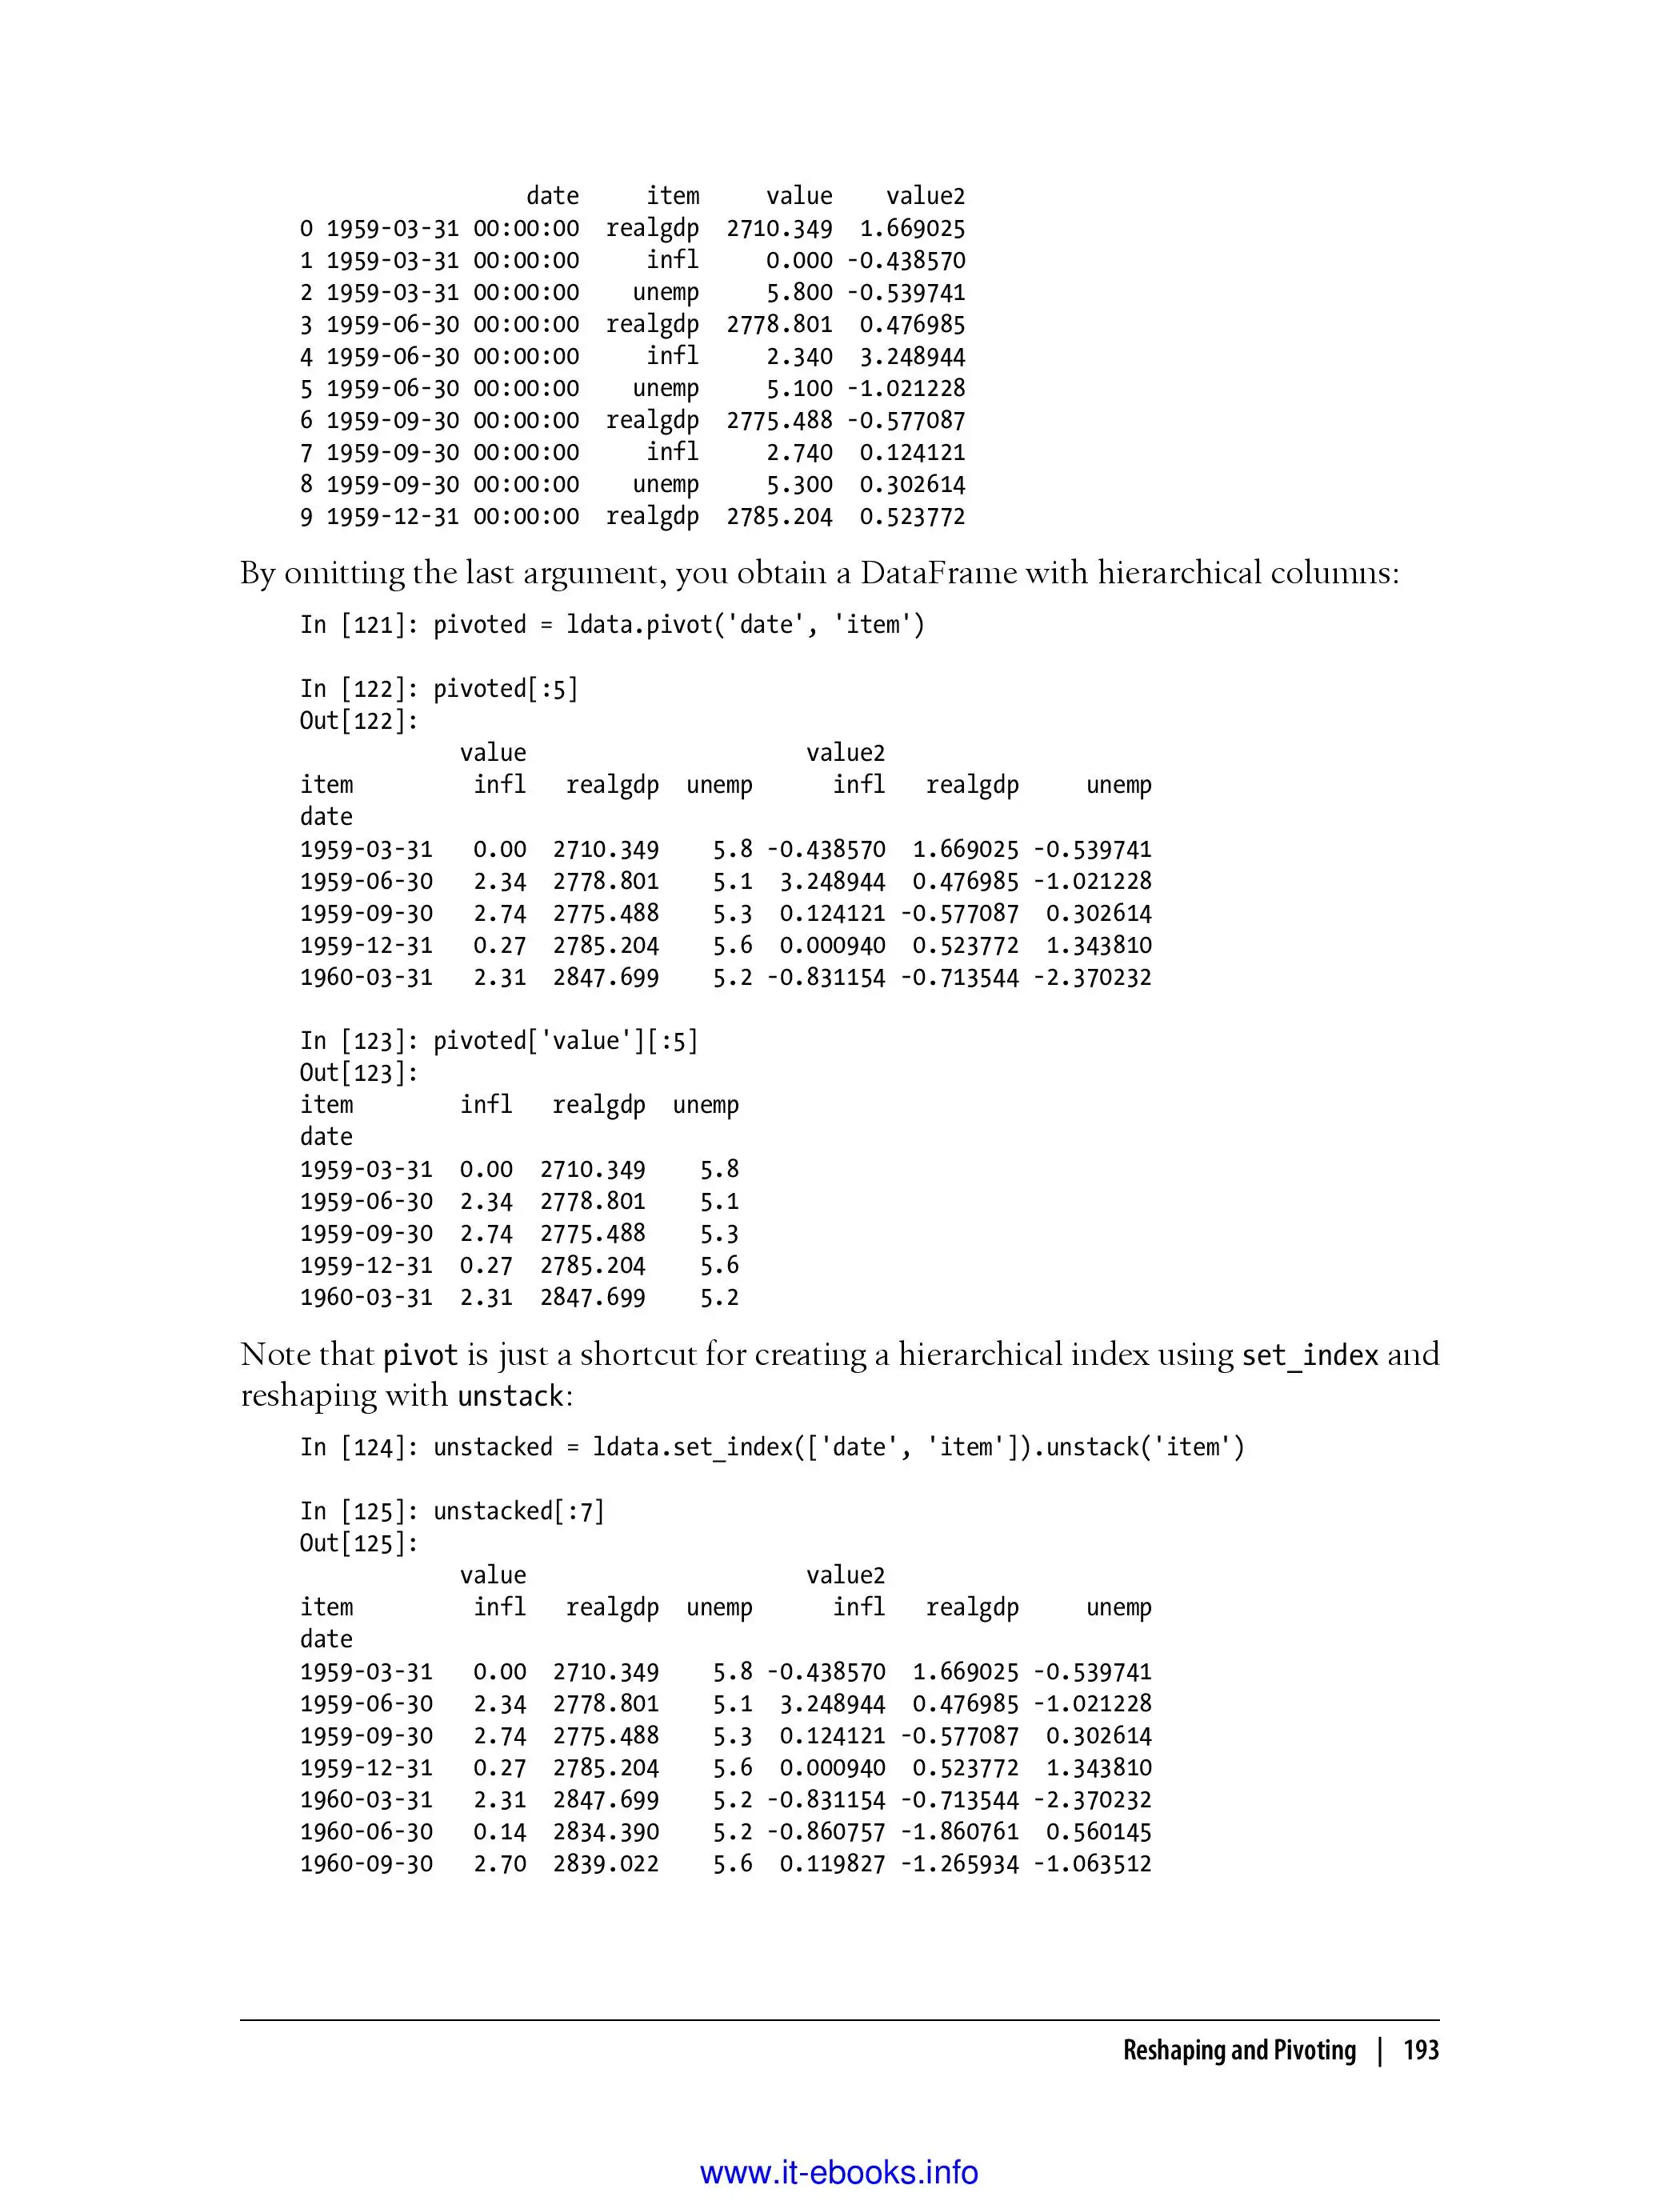 date     item     value    value2
0 1959-03-31 00:00:00  realgdp  2710.349  1.669025
1 1959-03-31 00:00:00     infl     0.000 -0.438570
2 1959-03-31 00:00:00    unemp     5.800 -0.539741
3 1959-06-30 00:00:00  realgdp  2778.801  0.476985
4 1959-06-30 00:00:00     infl     2.340  3.248944
5 1959-06-30 00:00:00    unemp     5.100 -1.021228
6 1959-09-30 00:00:00  realgdp  2775.488 -0.577087
7 1959-09-30 00:00:00     infl     2.740  0.124121
8 1959-09-30 00:00:00    unemp     5.300  0.302614
9 1959-12-31 00:00:00  realgdp  2785.204  0.523772
By omitting the last argument, you obtain a DataFrame with hierarchical columns:
In [121]: pivoted = ldata.pivot('date', 'item')
In [122]: pivoted[:5]
Out[122]:
            value                     value2
item         infl   realgdp  unemp      infl   realgdp     unemp
date
1959-03-31   0.00  2710.349    5.8 -0.438570  1.669025 -0.539741
1959-06-30   2.34  2778.801    5.1  3.248944  0.476985 -1.021228
1959-09-30   2.74  2775.488    5.3  0.124121 -0.577087  0.302614
1959-12-31   0.27  2785.204    5.6  0.000940  0.523772  1.343810
1960-03-31   2.31  2847.699    5.2 -0.831154 -0.713544 -2.370232
In [123]: pivoted['value'][:5]
Out[123]:
item        infl   realgdp  unemp
date
1959-03-31  0.00  2710.349    5.8
1959-06-30  2.34  2778.801    5.1
1959-09-30  2.74  2775.488    5.3
1959-12-31  0.27  2785.204    5.6
1960-03-31  2.31  2847.699    5.2
Note that pivot is just a shortcut for creating a hierarchical index using set_index and
reshaping with unstack:
In [124]: unstacked = ldata.set_index(['date', 'item']).unstack('item')
In [125]: unstacked[:7]
Out[125]:
            value                     value2
item         infl   realgdp  unemp      infl   realgdp     unemp
date
1959-03-31   0.00  2710.349    5.8 -0.438570  1.669025 -0.539741
1959-06-30   2.34  2778.801    5.1  3.248944  0.476985 -1.021228
1959-09-30   2.74  2775.488    5.3  0.124121 -0.577087  0.302614
1959-12-31   0.27  2785.204    5.6  0.000940  0.523772  1.343810
1960-03-31   2.31  2847.699    5.2 -0.831154 -0.713544 -2.370232
1960-06-30   0.14  2834.390    5.2 -0.860757 -1.860761  0.560145
1960-09-30   2.70  2839.022    5.6  0.119827 -1.265934 -1.063512
Reshaping and Pivoting | 193
www.it-ebooks.info